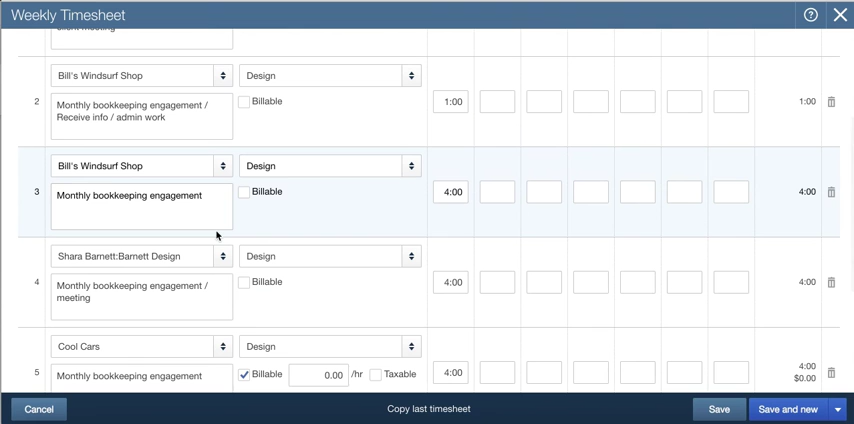 Weekly Timesheet
client meeting
Bill's Windsurf Shop Design
2 Monthly bookkeeping engagement / Billable 1:00 1:00
Receive info / admin work
Bill's Windsurf Shop Design
3 Monthly bookkeeping engagement Billable 4:00 4:00
Shara Barnett:Barnett Design Design
4 Monthly bookkeeping engagement / Billable 4:00 4:00
meeting
Cool Cars Design
5 Monthly bookkeeping engagement Billable 0.00 /hr Taxable 4:00 4:00
$0.00
Cancel Copy last timesheet Save Save and new